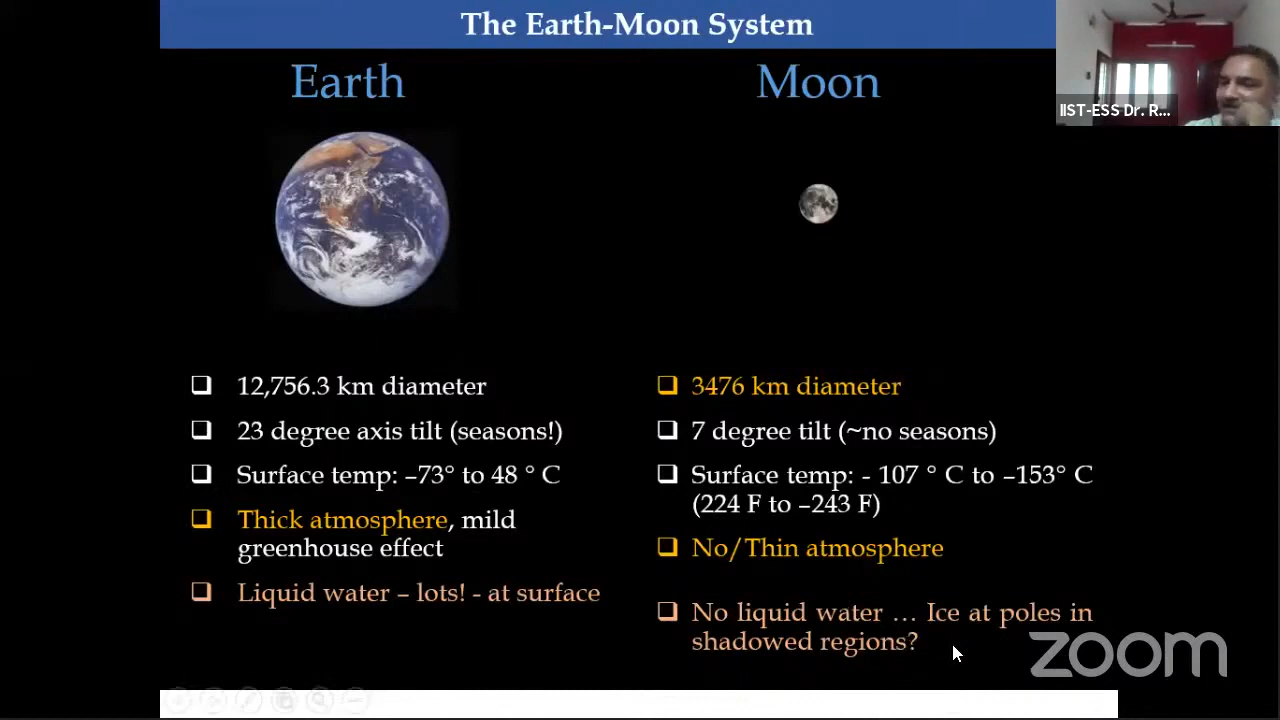 The Earth-Moon System
Earth
Moon
IIST-ESS Dr. R...
❑ 12,756.3 km diameter
❑ 23 degree axis tilt (seasons!)
❑ Surface temp: –73° to 48 ° C
❑ Thick atmosphere, mild
greenhouse effect
❑ Liquid water – lots! - at surface
❑ 3476 km diameter
❑ 7 degree tilt (~no seasons)
❑ Surface temp: - 107 ° C to –153° C
(224 F to –243 F)
❑ No/Thin atmosphere
❑ No liquid water … Ice at poles in
shadowed regions?
zoom